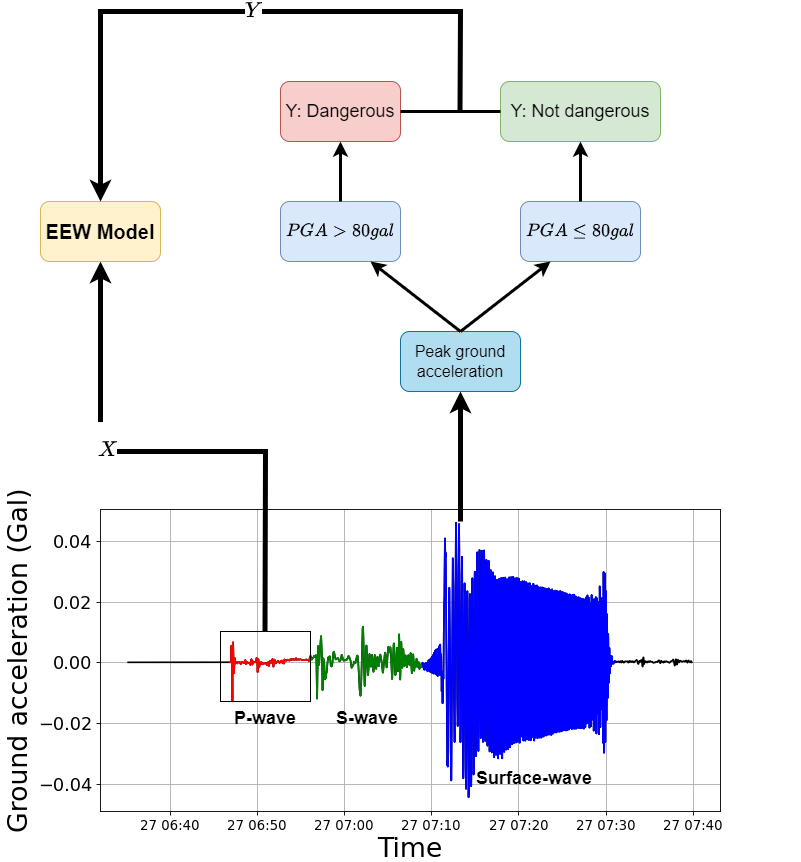 Y
Y: Dangerous
Y: Not dangerous
EEW Model
PGA > 80gal
PGA ≤ 80gal
Peak ground
acceleration
X
Ground acceleration (Gal)
0.04
0.02
0.00
−0.02
−0.04
P-wave
S-wave
Surface-wave
27 06:40
27 06:50
27 07:00
27 07:10
27 07:20
27 07:30
27 07:40
Time